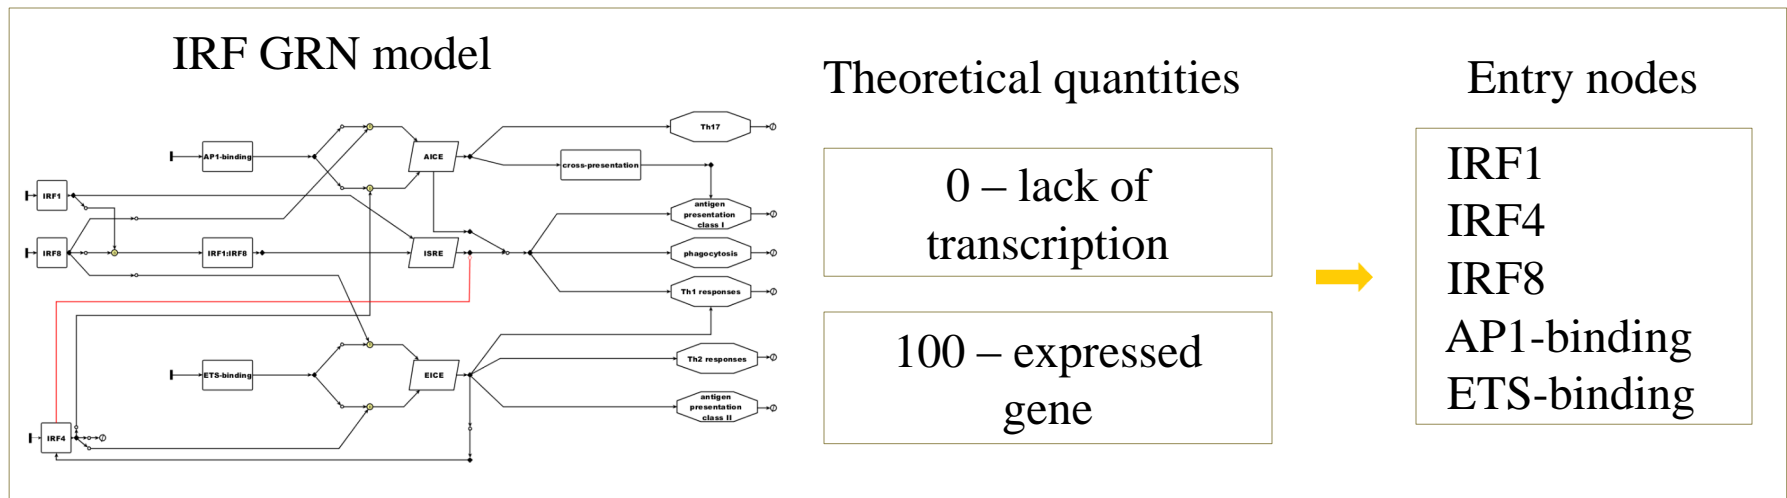 IRF GRN model
Theoretical quantities
Entry nodes
AP1-binding
IRF1
IRF8
IRF1:IRF8
AICE
ISRE
Th17
cross-presentation
antigen
presentation
class I
phagocytosis
Th1 responses
ETS-binding
EICE
Th2 responses
antigen
presentation
class II
IRF4
0 – lack of
transcription
100 – expressed
gene
IRF1
IRF4
IRF8
AP1-binding
ETS-binding